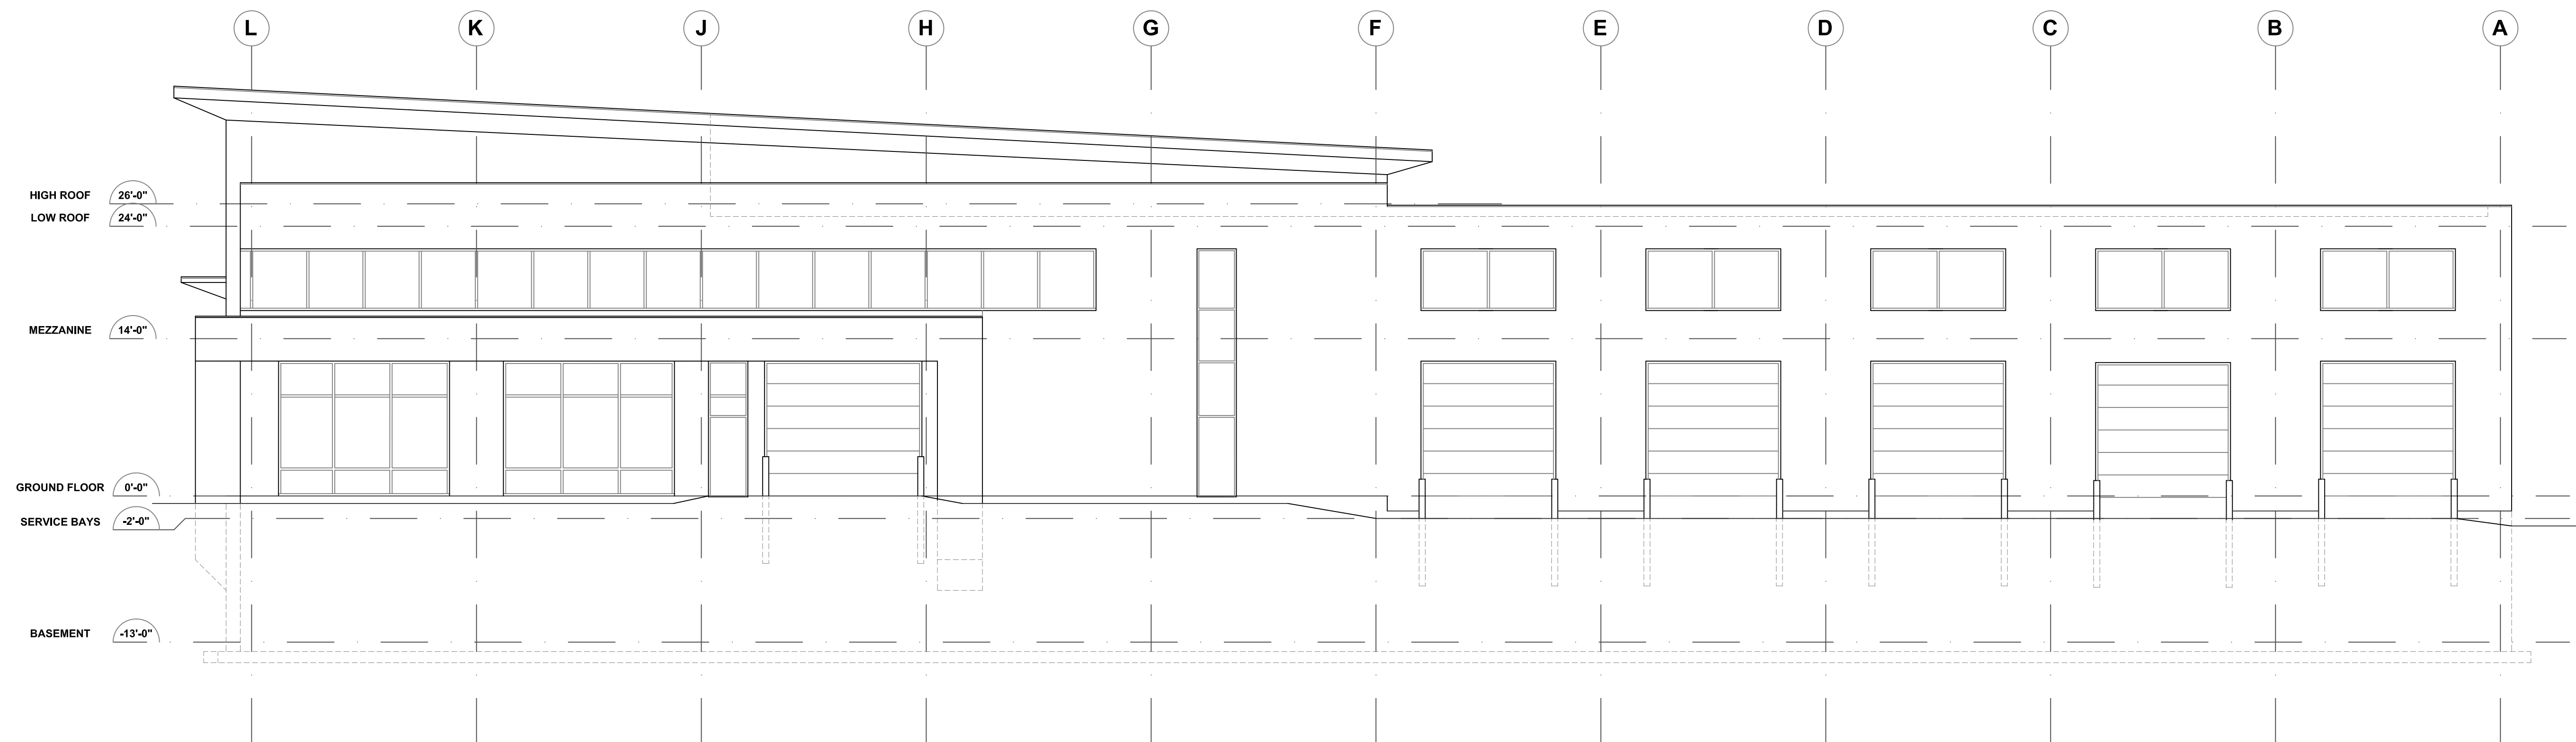 L K J H G F E D C B A
HIGH ROOF 26'-0"
LOW ROOF 24'-0"
MEZZANINE 14'-0"
GROUND FLOOR 0'-0"
SERVICE BAYS -2'-0"
BASEMENT -13'-0"